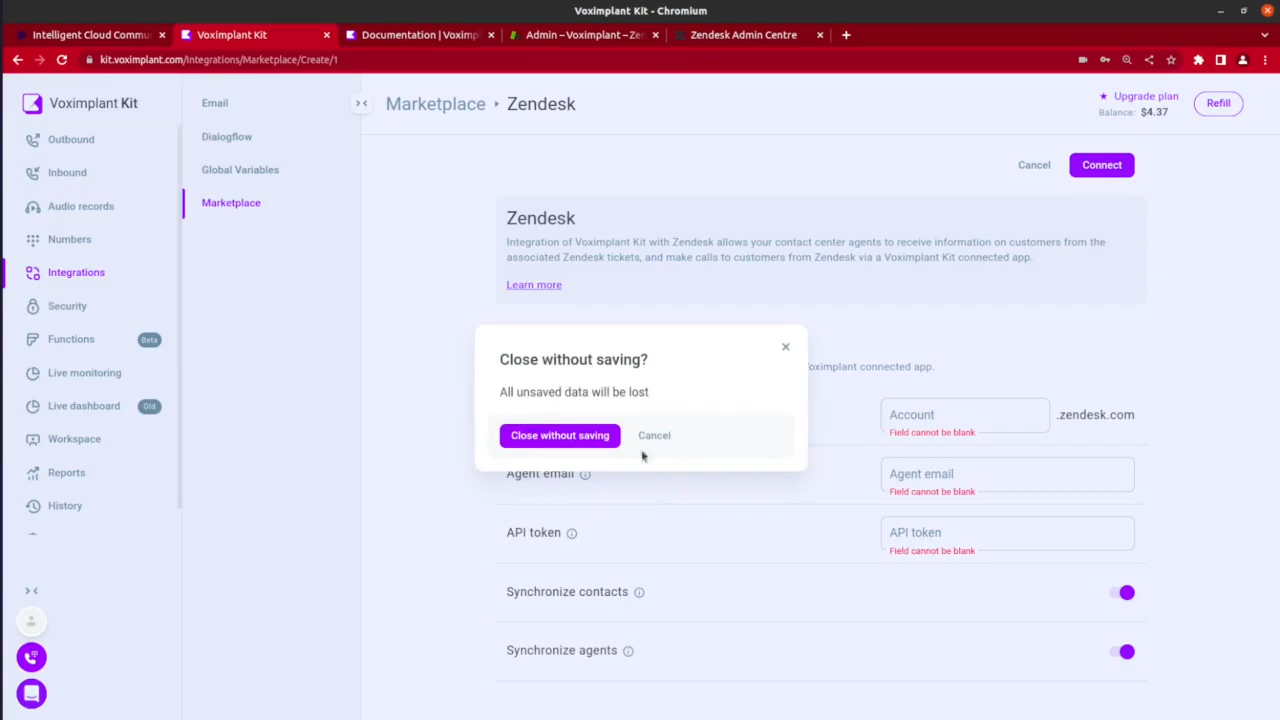 Voximplant Kit - Chromium
Intelligent Cloud Commu
Voximplant Kit
Documentation | Voximp
Admin – Voximplant – Zen
Zendesk Admin Centre
kit.voximplant.com/Integrations/Marketplace/Create/1
Voximplant Kit
Outbound
Inbound
Audio records
Numbers
Integrations
Security
Functions Beta
Live monitoring
Live dashboard Old
Workspace
Reports
History
Email
Dialogflow
Global Variables
Marketplace
Marketplace ▸ Zendesk
★ Upgrade plan
Balance: $4.37
Refill
Cancel
Connect
Zendesk
Integration of Voximplant Kit with Zendesk allows your contact center agents to receive information on customers from the
associated Zendesk tickets, and make calls to customers from Zendesk via a Voximplant Kit connected app.
Learn more
Close without saving?
All unsaved data will be lost
Close without saving
Cancel
oximplant connected app.
Account
.zendesk.com
Field cannot be blank
Agent email
Agent email
Field cannot be blank
API token
API token
Field cannot be blank
Synchronize contacts
Synchronize agents